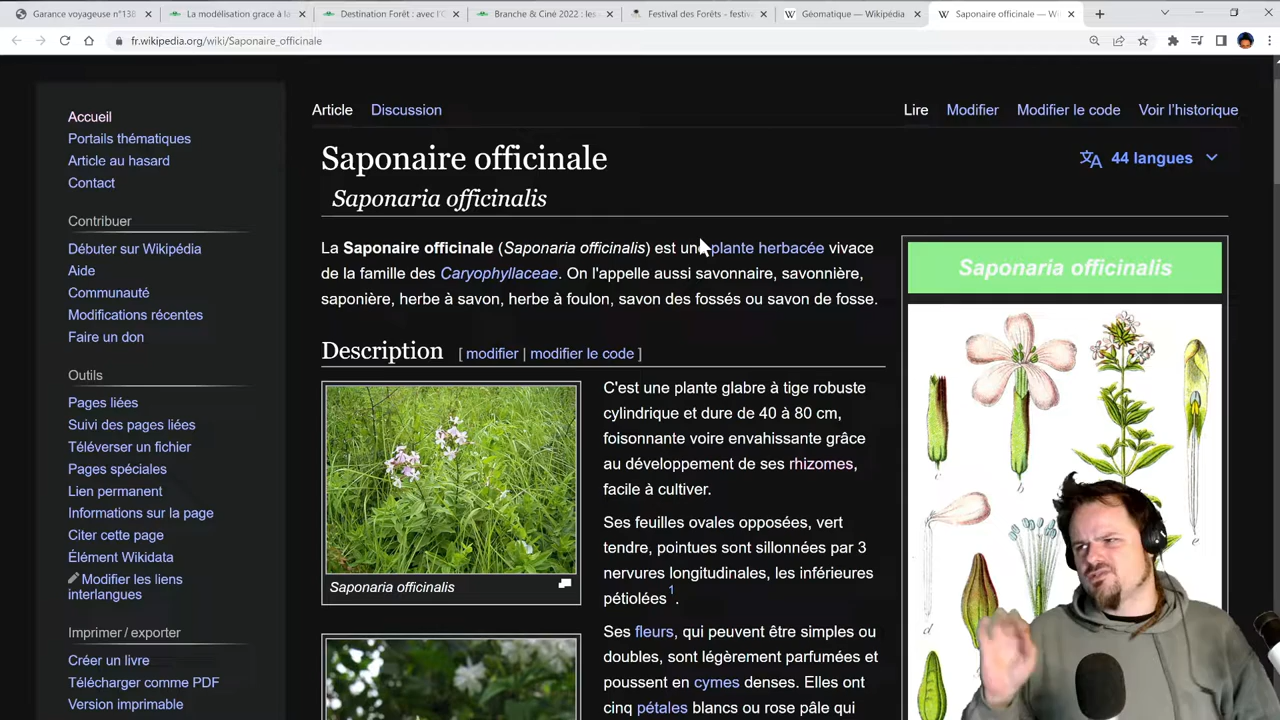 Garance voyageuse n°138
La modélisation grace à la
Destination Forêt : avec l'O
Branche & Ciné 2022 : les
Festival des Forêts - festiv
Géomatique — Wikipédia
Saponaire officinale — Wi
fr.wikipedia.org/wiki/Saponaire_officinale
Accueil
Portails thématiques
Article au hasard
Contact
Contribuer
Débuter sur Wikipédia
Aide
Communauté
Modifications récentes
Faire un don
Outils
Pages liées
Suivi des pages liées
Téléverser un fichier
Pages spéciales
Lien permanent
Informations sur la page
Citer cette page
Élément Wikidata
Modifier les liens
interlangues
Imprimer / exporter
Créer un livre
Télécharger comme PDF
Version imprimable
Article Discussion
Lire Modifier Modifier le code Voir l'historique
Saponaire officinale
44 langues
Saponaria officinalis
La Saponaire officinale (Saponaria officinalis) est une plante herbacée vivace
de la famille des Caryophyllaceae. On l'appelle aussi savonnaire, savonnière,
saponière, herbe à savon, herbe à foulon, savon des fossés ou savon de fosse.
Description [ modifier | modifier le code ]
Saponaria officinalis
C'est une plante glabre à tige robuste
cylindrique et dure de 40 à 80 cm,
foisonnante voire envahissante grâce
au développement de ses rhizomes,
facile à cultiver.
Ses feuilles ovales opposées, vert
tendre, pointues sont sillonnées par 3
nervures longitudinales, les inférieures
pétiolées 1.
Ses fleurs, qui peuvent être simples ou
doubles, sont légèrement parfumées et
poussent en cymes denses. Elles ont
cinq pétales blancs ou rose pâle qui
Saponaria officinalis
c
b
e
d